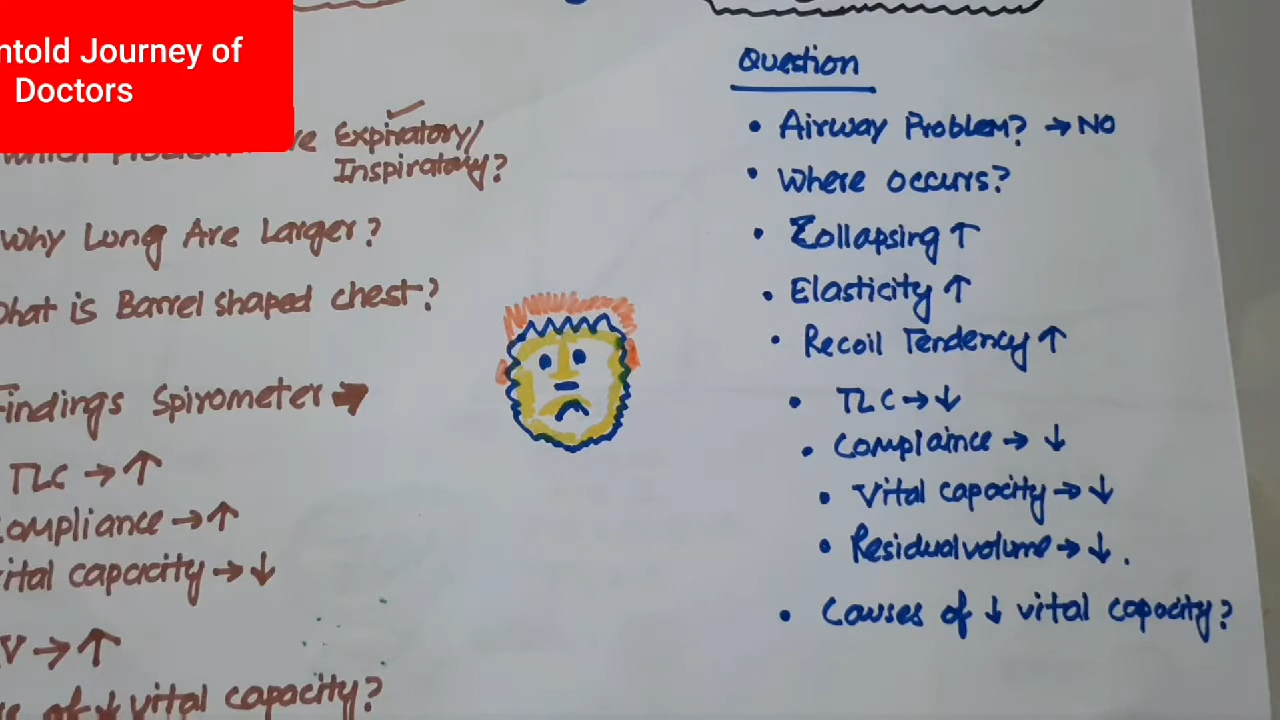 ntold Journey of
Doctors
Expiratory/
Inspiratory?
Why Lung Are Larger?
hat is Barrel shaped chest?
Findings Spirometer →
TLC → ↑
ompliance → ↑
ital capacity → ↓
V → ↑
of ↓ vital capacity?
Question
• Airway Problem? → NO
• Where occurs?
• Collapsing ↑
• Elasticity ↑
• Recoil Tendency ↑
• TLC → ↓
• Complaince → ↓
• Vital capacity → ↓
• Residual volume → ↓.
• Causes of ↓ vital capacity?